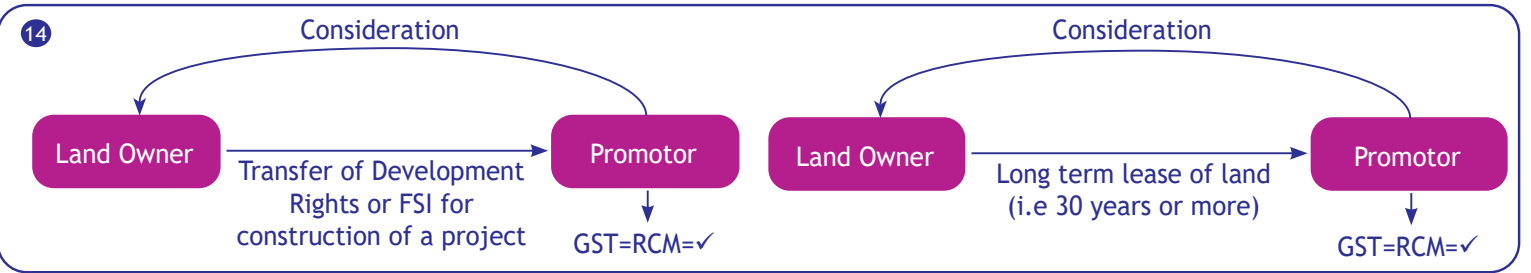 14
Consideration
Land Owner
Promotor
Transfer of Development
Rights or FSI for
construction of a project
GST=RCM=✓
Consideration
Land Owner
Promotor
Long term lease of land
(i.e 30 years or more)
GST=RCM=✓